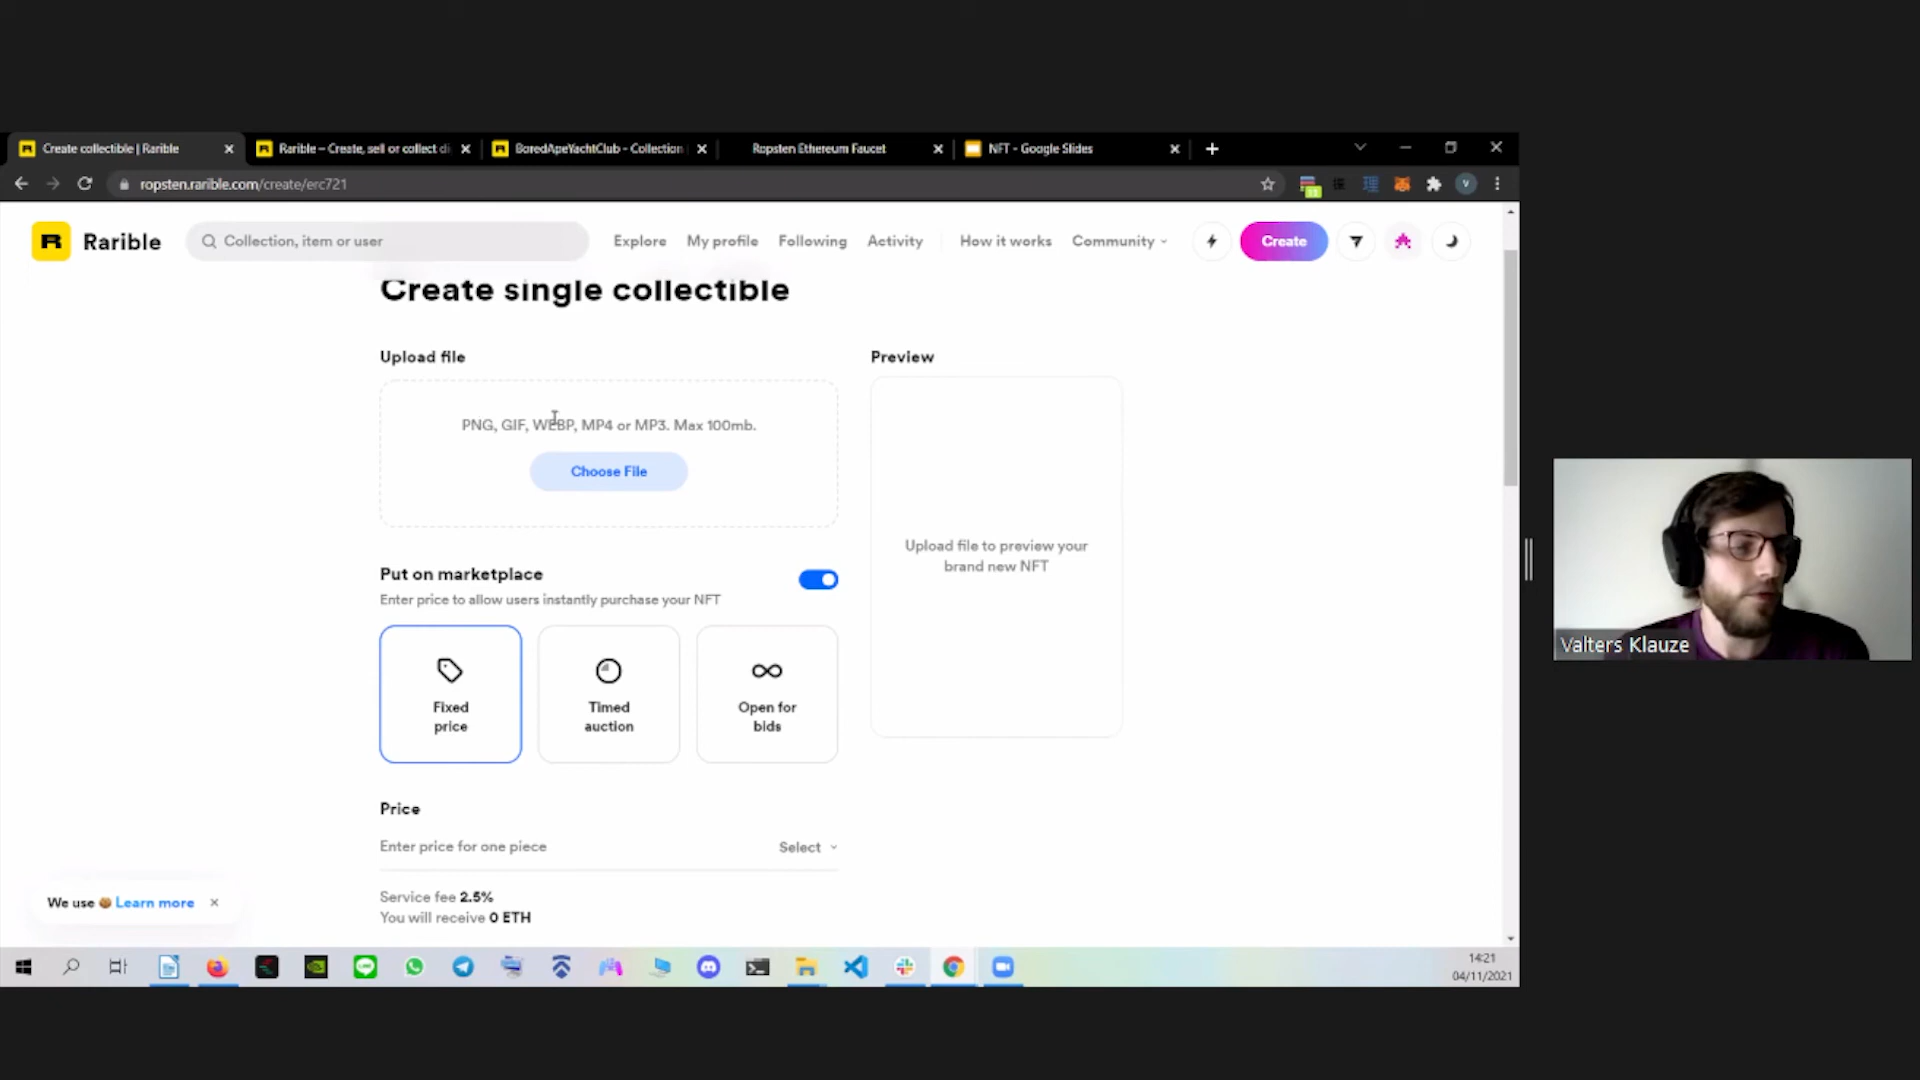 Create collectible | Rarible
Rarible – Create, sell or collect di
BoredApeYachtClub - Collection
Ropsten Ethereum Faucet
NFT - Google Slides
ropsten.rarible.com/create/erc721
V
Rarible
Collection, item or user
Explore
My profile
Following
Activity
How it works
Community
Create
Create single collectible
Upload file
Preview
PNG, GIF, WEBP, MP4 or MP3. Max 100mb.
Choose File
Upload file to preview your
brand new NFT
Put on marketplace
Enter price to allow users instantly purchase your NFT
Fixed
price
Timed
auction
Open for
bids
Price
Enter price for one piece
Select
Service fee 2.5%
You will receive 0 ETH
We use 🍪 Learn more
Valters Klauze
14:21
04/11/2021